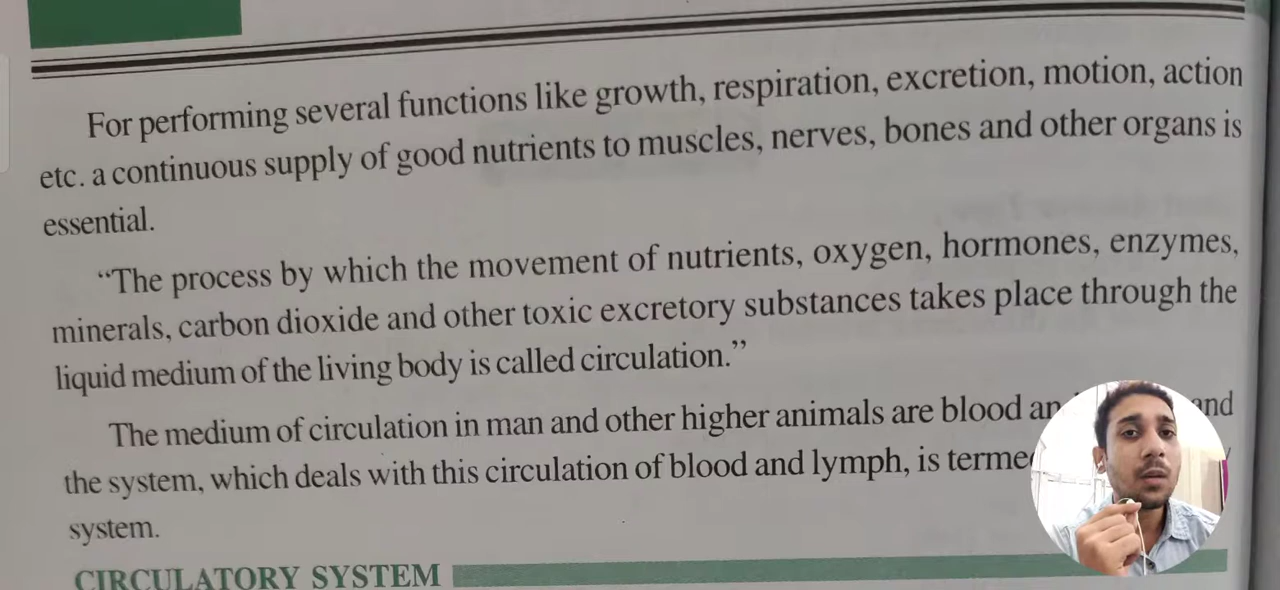 For performing several functions like growth, respiration, excretion, motion, action
etc. a continuous supply of good nutrients to muscles, nerves, bones and other organs is
essential.
“The process by which the movement of nutrients, oxygen, hormones, enzymes,
minerals, carbon dioxide and other toxic excretory substances takes place through the
liquid medium of the living body is called circulation.”
The medium of circulation in man and other higher animals are blood and
the system, which deals with this circulation of blood and lymph, is
system.
CIRCULATORY SYSTEM